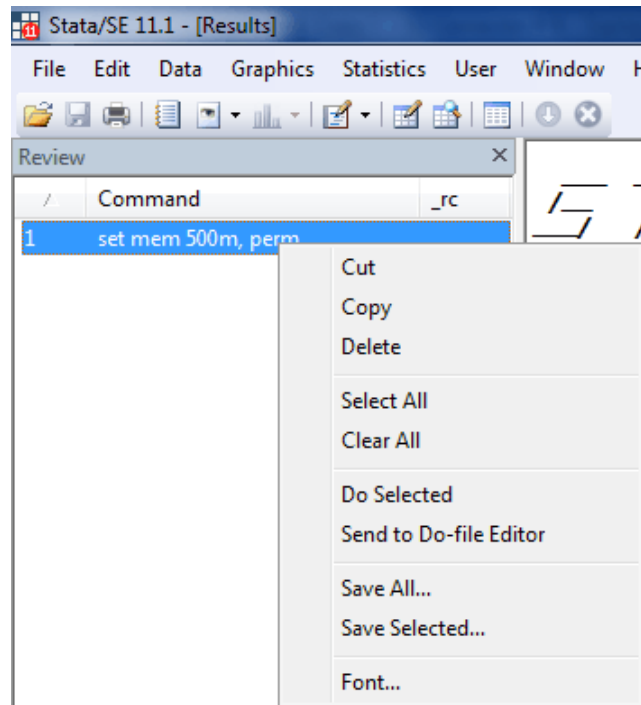 Stata/SE 11.1 - [Results]
File Edit Data Graphics Statistics User Window
Review
Command _rc
1 set mem 500m, perm
Cut
Copy
Delete
Select All
Clear All
Do Selected
Send to Do-file Editor
Save All...
Save Selected...
Font...